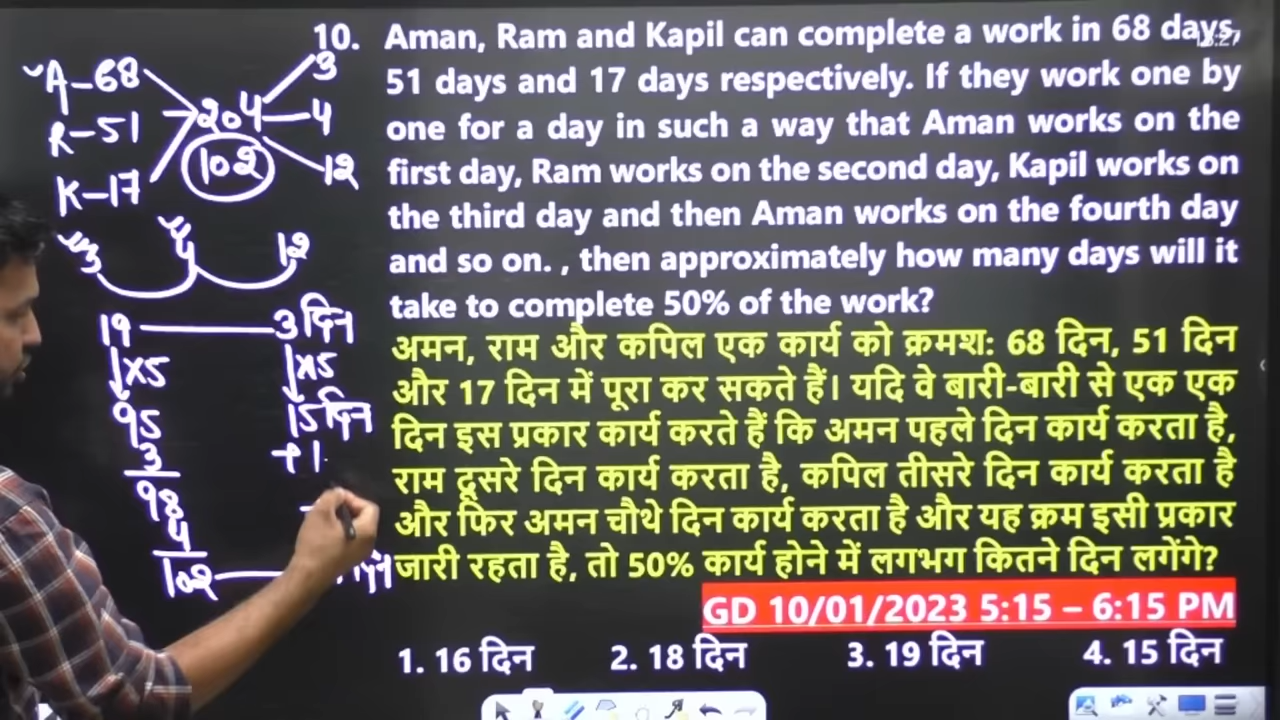 10. Aman, Ram and Kapil can complete a work in 68 days,
51 days and 17 days respectively. If they work one by
one for a day in such a way that Aman works on the
first day, Ram works on the second day, Kapil works on
the third day and then Aman works on the fourth day
and so on. , then approximately how many days will it
take to complete 50% of the work?
अमन, राम और कपिल एक कार्य को क्रमश: 68 दिन, 51 दिन
और 17 दिन में पूरा कर सकते हैं। यदि वे बारी-बारी से एक एक
दिन इस प्रकार कार्य करते हैं कि अमन पहले दिन कार्य करता है,
राम दूसरे दिन कार्य करता है, कपिल तीसरे दिन कार्य करता है
और फिर अमन चौथे दिन कार्य करता है और यह क्रम इसी प्रकार
जारी रहता है, तो 50% कार्य होने में लगभग कितने दिन लगेंगे?
GD 10/01/2023 5:15 – 6:15 PM
1. 16 दिन 2. 18 दिन 3. 19 दिन 4. 15 दिन
A-68
R-51
K-17
204
102
3
4
12
3 4 12
19 3 दिन
x5 x5
95 15 दिन
3 +1
98
4
102